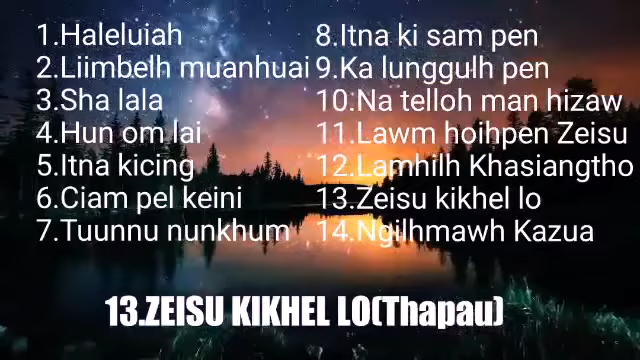 1.Haleluiah
2.Liimbelh muanhuai
3.Sha lala
4.Hun om lai
5.Itna kicing
6.Ciam pel keini
7.Tuunnu nunkhum
8.Itna ki sam pen
9.Ka lunggulh pen
10.Na telloh man hizaw
11.Lawm hoihpen Zeisu
12.Lamhilh Khasiangtho
13.Zeisu kikhel lo
14.Ngilhmawh Kazua
13.ZEISU KIKHEL LO(Thapau)